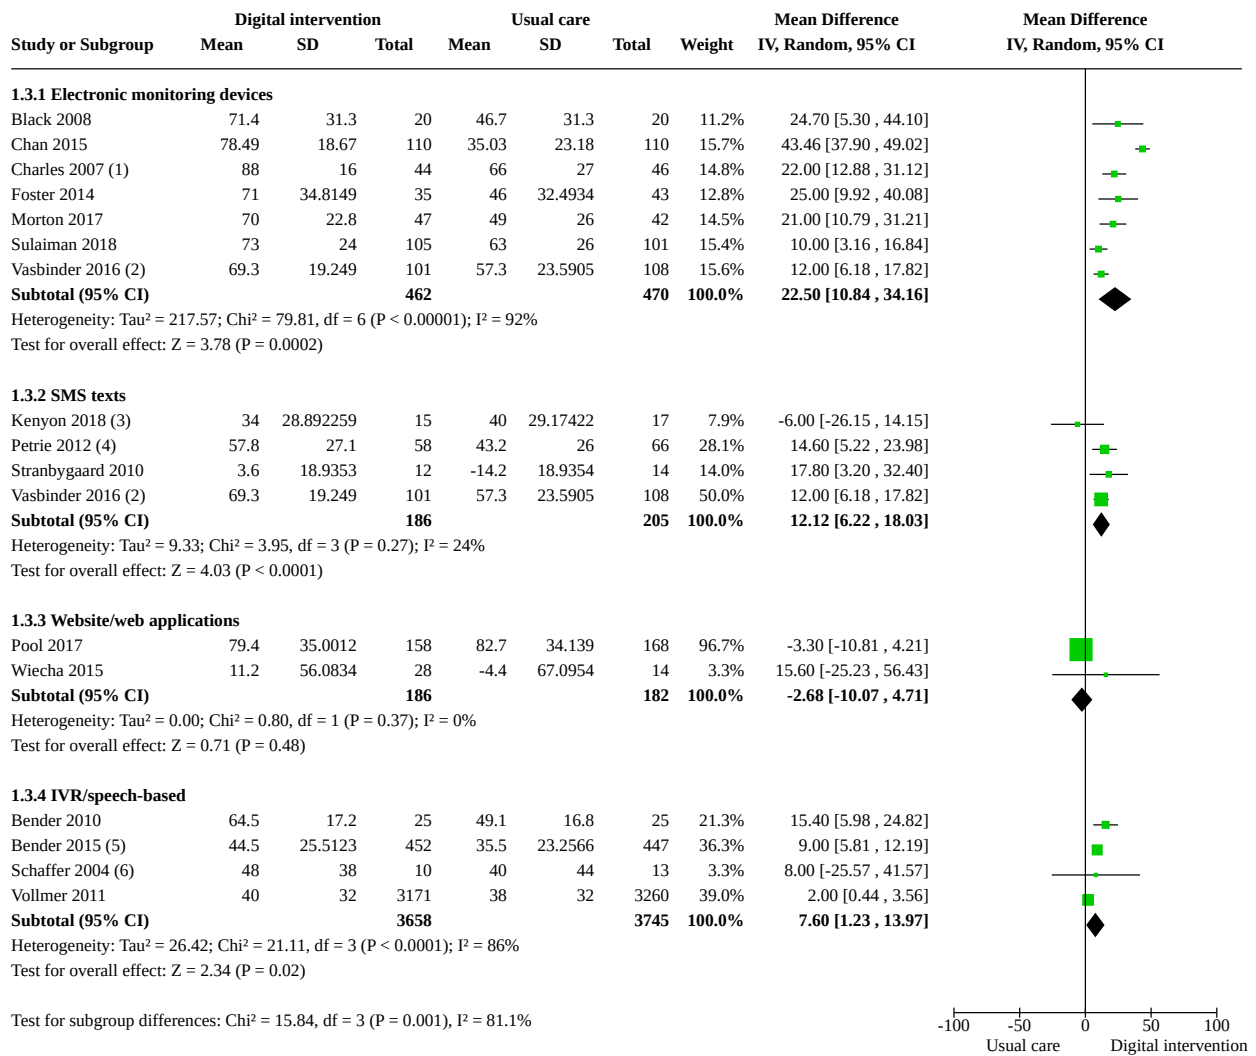 Digital intervention Usual care Mean Difference Mean Difference
Study or Subgroup Mean SD Total Mean SD Total Weight IV, Random, 95% CI IV, Random, 95% CI
1.3.1 Electronic monitoring devices
Black 2008 71.4 31.3 20 46.7 31.3 20 11.2% 24.70 [5.30 , 44.10]
Chan 2015 78.49 18.67 110 35.03 23.18 110 15.7% 43.46 [37.90 , 49.02]
Charles 2007 (1) 88 16 44 66 27 46 14.8% 22.00 [12.88 , 31.12]
Foster 2014 71 34.8149 35 46 32.4934 43 12.8% 25.00 [9.92 , 40.08]
Morton 2017 70 22.8 47 49 26 42 14.5% 21.00 [10.79 , 31.21]
Sulaiman 2018 73 24 105 63 26 101 15.4% 10.00 [3.16 , 16.84]
Vasbinder 2016 (2) 69.3 19.249 101 57.3 23.5905 108 15.6% 12.00 [6.18 , 17.82]
Subtotal (95% CI) 462 470 100.0% 22.50 [10.84 , 34.16]
Heterogeneity: Tau² = 217.57; Chi² = 79.81, df = 6 (P < 0.00001); I² = 92%
Test for overall effect: Z = 3.78 (P = 0.0002)
1.3.2 SMS texts
Kenyon 2018 (3) 34 28.892259 15 40 29.17422 17 7.9% -6.00 [-26.15 , 14.15]
Petrie 2012 (4) 57.8 27.1 58 43.2 26 66 28.1% 14.60 [5.22 , 23.98]
Stranbygaard 2010 3.6 18.9353 12 -14.2 18.9354 14 14.0% 17.80 [3.20 , 32.40]
Vasbinder 2016 (2) 69.3 19.249 101 57.3 23.5905 108 50.0% 12.00 [6.18 , 17.82]
Subtotal (95% CI) 186 205 100.0% 12.12 [6.22 , 18.03]
Heterogeneity: Tau² = 9.33; Chi² = 3.95, df = 3 (P = 0.27); I² = 24%
Test for overall effect: Z = 4.03 (P < 0.0001)
1.3.3 Website/web applications
Pool 2017 79.4 35.0012 158 82.7 34.139 168 96.7% -3.30 [-10.81 , 4.21]
Wiecha 2015 11.2 56.0834 28 -4.4 67.0954 14 3.3% 15.60 [-25.23 , 56.43]
Subtotal (95% CI) 186 182 100.0% -2.68 [-10.07 , 4.71]
Heterogeneity: Tau² = 0.00; Chi² = 0.80, df = 1 (P = 0.37); I² = 0%
Test for overall effect: Z = 0.71 (P = 0.48)
1.3.4 IVR/speech-based
Bender 2010 64.5 17.2 25 49.1 16.8 25 21.3% 15.40 [5.98 , 24.82]
Bender 2015 (5) 44.5 25.5123 452 35.5 23.2566 447 36.3% 9.00 [5.81 , 12.19]
Schaffer 2004 (6) 48 38 10 40 44 13 3.3% 8.00 [-25.57 , 41.57]
Vollmer 2011 40 32 3171 38 32 3260 39.0% 2.00 [0.44 , 3.56]
Subtotal (95% CI) 3658 3745 100.0% 7.60 [1.23 , 13.97]
Heterogeneity: Tau² = 26.42; Chi² = 21.11, df = 3 (P < 0.0001); I² = 86%
Test for overall effect: Z = 2.34 (P = 0.02)
Test for subgroup differences: Chi² = 15.84, df = 3 (P = 0.001), I² = 81.1%
-100 -50 0 50 100
Usual care Digital intervention